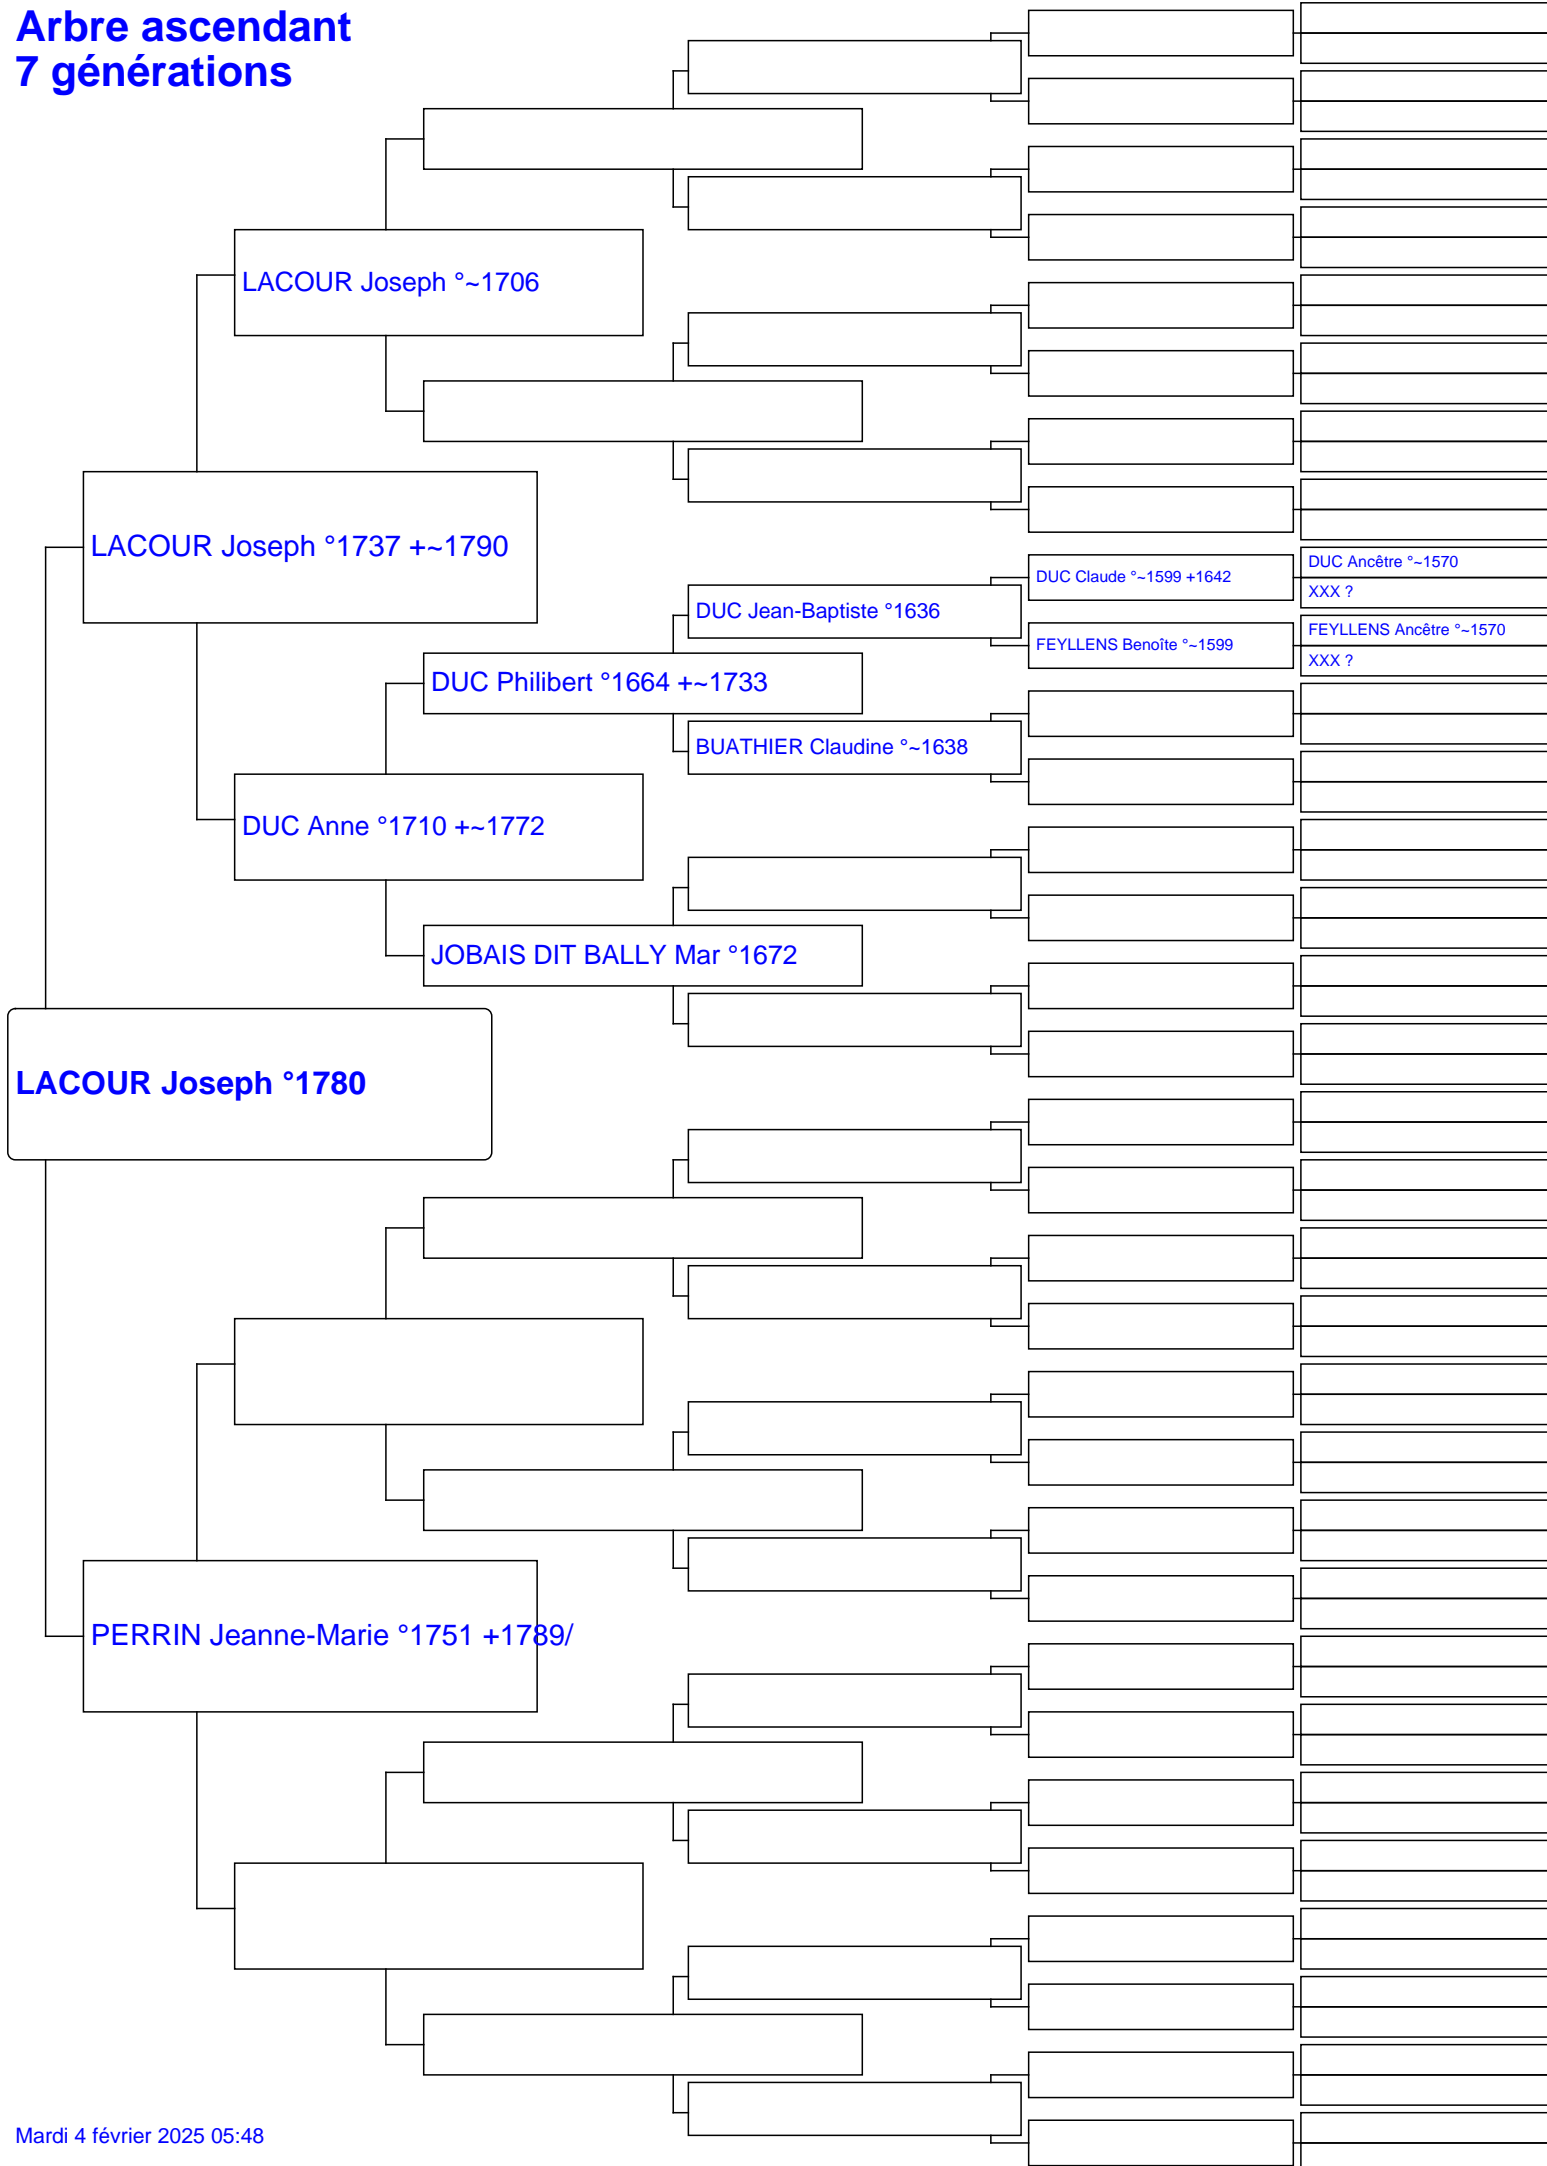 Arbre ascendant
7 générations
LACOUR Joseph °~1706
LACOUR Joseph °1737 +~1790
DUC Claude °~1599 +1642
DUC Ancêtre °~1570
XXX ?
DUC Jean-Baptiste °1636
FEYLLENS Benoîte °~1599
FEYLLENS Ancêtre °~1570
XXX ?
DUC Philibert °1664 +~1733
BUATHIER Claudine °~1638
DUC Anne °1710 +~1772
JOBAIS DIT BALLY Mar °1672
LACOUR Joseph °1780
PERRIN Jeanne-Marie °1751 +1789/
Mardi 4 février 2025 05:48